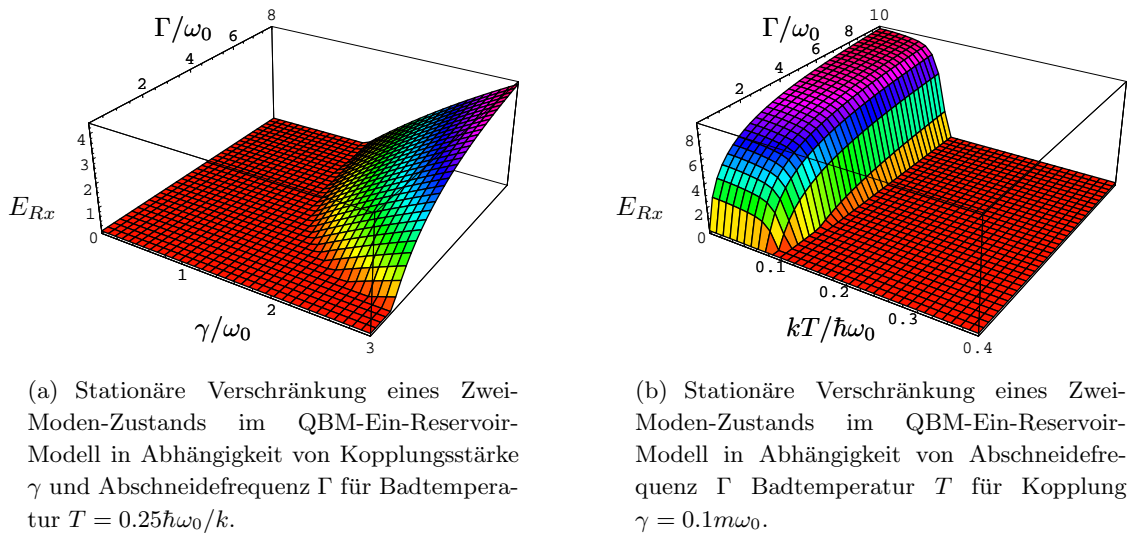 Γ/ω₀
8
6
4
2
4
3
2
1
0
E_{Rx}
1
2
3
γ/ω₀
(a) Stationäre Verschränkung eines Zwei-
Moden-Zustands im QBM-Ein-Reservoir-
Modell in Abhängigkeit von Kopplungsstärke
γ und Abschneidefrequenz Γ für Badtempera-
tur T = 0.25ℏω₀/k.
Γ/ω₀
10
8
6
4
2
8
6
4
2
0
E_{Rx}
0.1
0.2
0.3
0.4
kT/ℏω₀
(b) Stationäre Verschränkung eines Zwei-
Moden-Zustands im QBM-Ein-Reservoir-
Modell in Abhängigkeit von Abschneidefre-
quenz Γ Badtemperatur T für Kopplung
γ = 0.1mω₀.